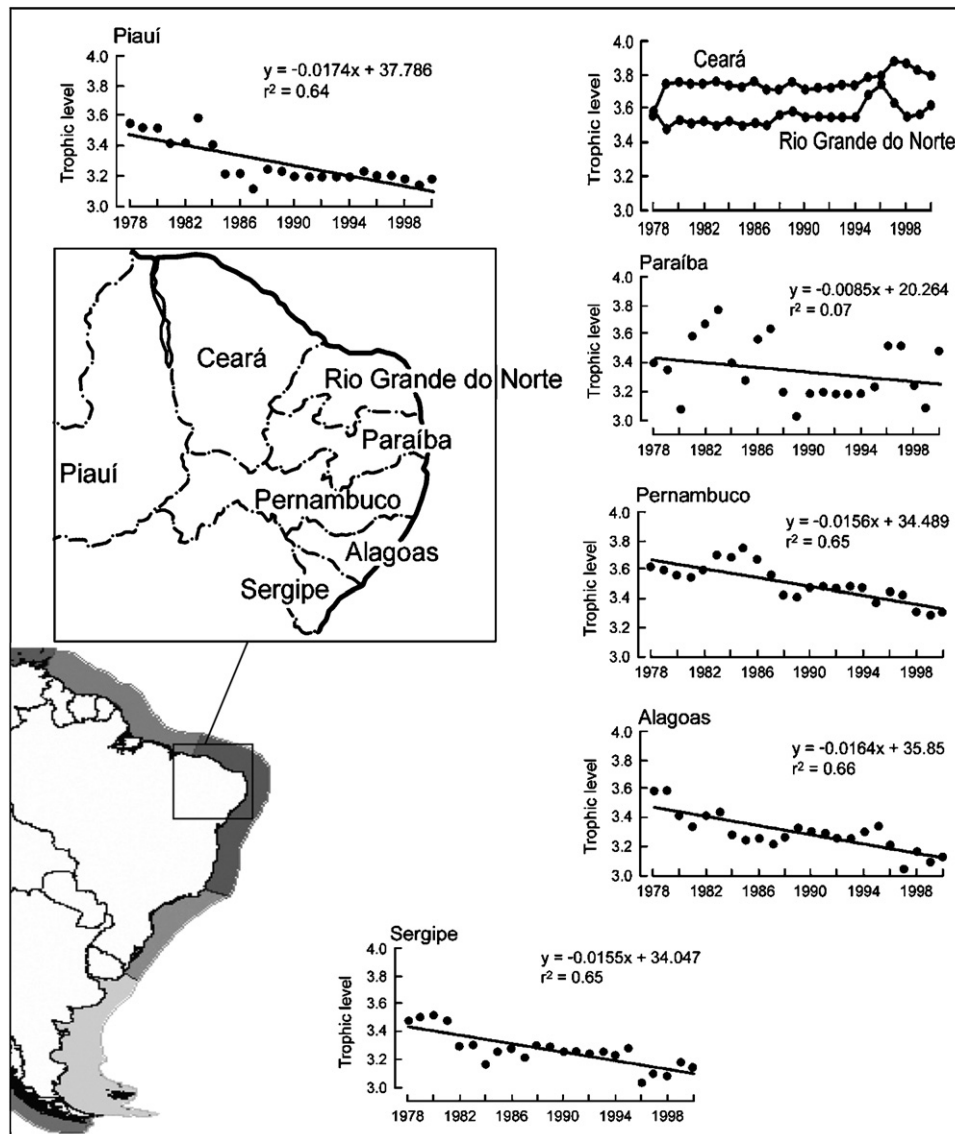 Piauí
y = -0.0174x + 37.786
r² = 0.64
Trophic level
4.0
3.8
3.6
3.4
3.2
3.0
1978 1982 1986 1990 1994 1998
Ceará
Rio Grande do Norte
Trophic level
4.0
3.8
3.6
3.4
3.2
3.0
1978 1982 1986 1990 1994 1998
Ceará
Rio Grande do Norte
Paraíba
Piauí
Pernambuco
Alagoas
Sergipe
Paraíba
y = -0.0085x + 20.264
r² = 0.07
Trophic level
4.0
3.8
3.6
3.4
3.2
3.0
1978 1982 1986 1990 1994 1998
Pernambuco
y = -0.0156x + 34.489
r² = 0.65
Trophic level
4.0
3.8
3.6
3.4
3.2
3.0
1978 1982 1986 1990 1994 1998
Alagoas
y = -0.0164x + 35.85
r² = 0.66
Trophic level
4.0
3.8
3.6
3.4
3.2
3.0
1978 1982 1986 1990 1994 1998
Sergipe
y = -0.0155x + 34.047
r² = 0.65
Trophic level
4.0
3.8
3.6
3.4
3.2
3.0
1978 1982 1986 1990 1994 1998